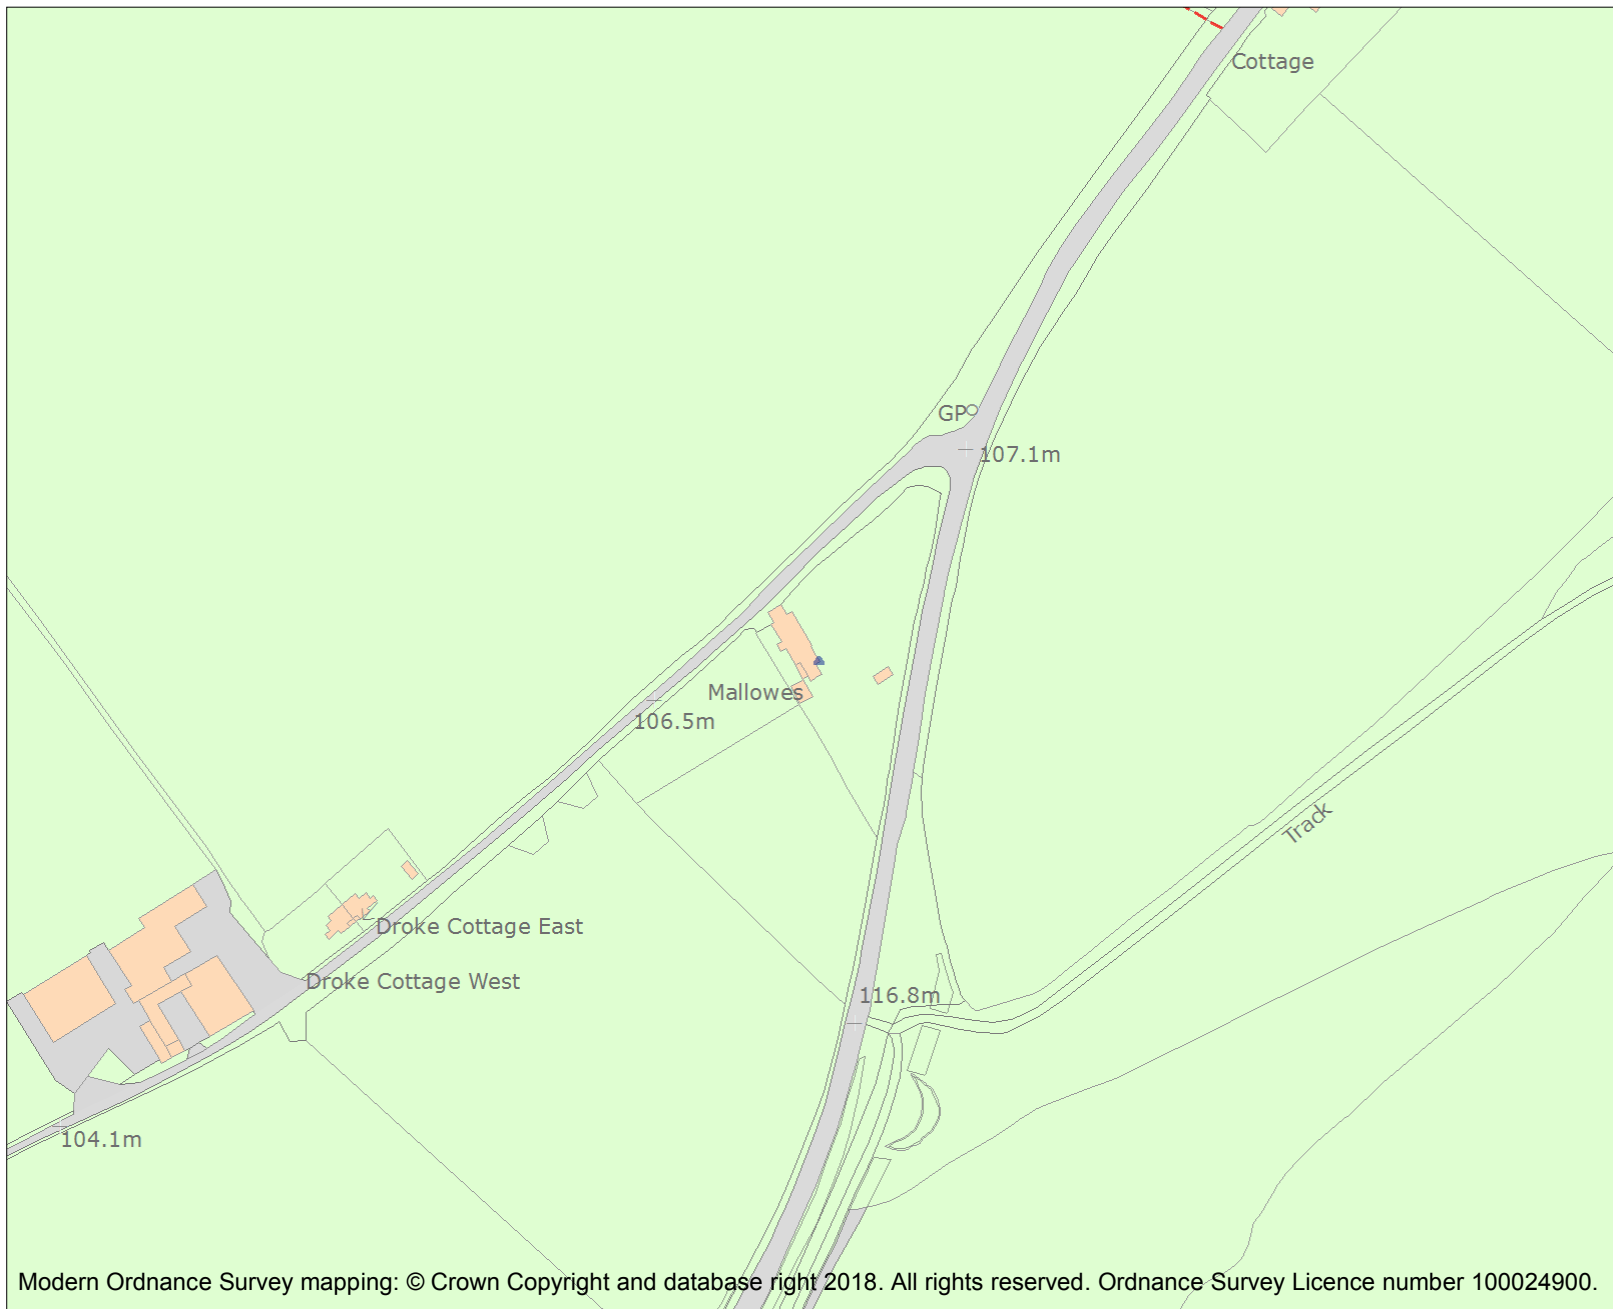 Cottage
GP
107.1m
Mallowes
106.5m
Track
Droke Cottage East
Droke Cottage West
116.8m
104.1m
Modern Ordnance Survey mapping: © Crown Copyright and database right 2018. All rights reserved. Ordnance Survey Licence number 100024900.